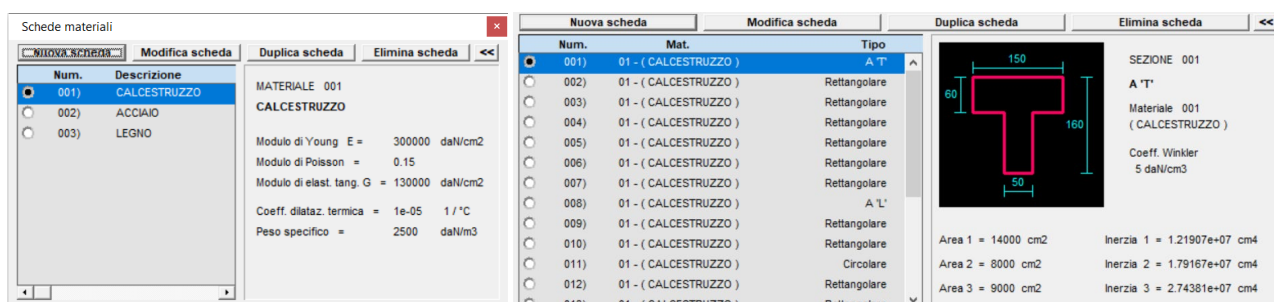 Schede materiali
×
Nuova scheda Modifica scheda Duplica scheda Elimina scheda <<
Num. Descrizione
001) CALCESTRUZZO
002) ACCIAIO
003) LEGNO
MATERIALE 001
CALCESTRUZZO
Modulo di Young E = 300000 daN/cm2
Modulo di Poisson = 0.15
Modulo di elast. tang. G = 130000 daN/cm2
Coeff. dilataz. termica = 1e-05 1 / °C
Peso specifico = 2500 daN/m3
Nuova scheda Modifica scheda Duplica scheda Elimina scheda <<
Num. Mat. Tipo
001) 01 - ( CALCESTRUZZO ) A 'T'
002) 01 - ( CALCESTRUZZO ) Rettangolare
003) 01 - ( CALCESTRUZZO ) Rettangolare
004) 01 - ( CALCESTRUZZO ) Rettangolare
005) 01 - ( CALCESTRUZZO ) Rettangolare
006) 01 - ( CALCESTRUZZO ) Rettangolare
007) 01 - ( CALCESTRUZZO ) Rettangolare
008) 01 - ( CALCESTRUZZO ) A 'L'
009) 01 - ( CALCESTRUZZO ) Rettangolare
010) 01 - ( CALCESTRUZZO ) Rettangolare
011) 01 - ( CALCESTRUZZO ) Circolare
012) 01 - ( CALCESTRUZZO ) Rettangolare
150
60
160
50
SEZIONE 001
A 'T'
Materiale 001
( CALCESTRUZZO )
Coeff. Winkler
5 daN/cm3
Area 1 = 14000 cm2 Inerzia 1 = 1.21907e+07 cm4
Area 2 = 8000 cm2 Inerzia 2 = 1.79167e+07 cm4
Area 3 = 9000 cm2 Inerzia 3 = 2.74381e+07 cm4